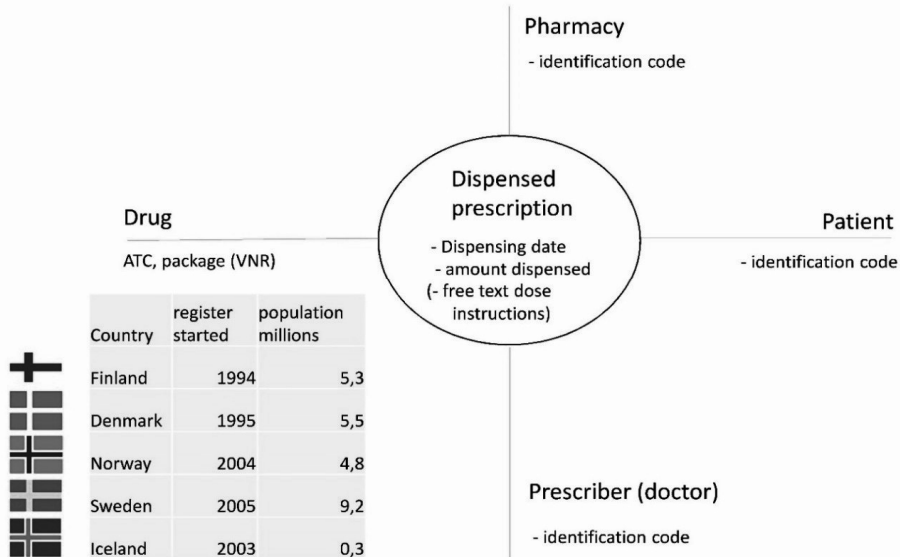 Pharmacy
- identification code
Dispensed
prescription
- Dispensing date
- amount dispensed
(- free text dose
instructions)
Drug
ATC, package (VNR)
Patient
- identification code
Country register started population millions
Finland 1994 5,3
Denmark 1995 5,5
Norway 2004 4,8
Sweden 2005 9,2
Iceland 2003 0,3
Prescriber (doctor)
- identification code